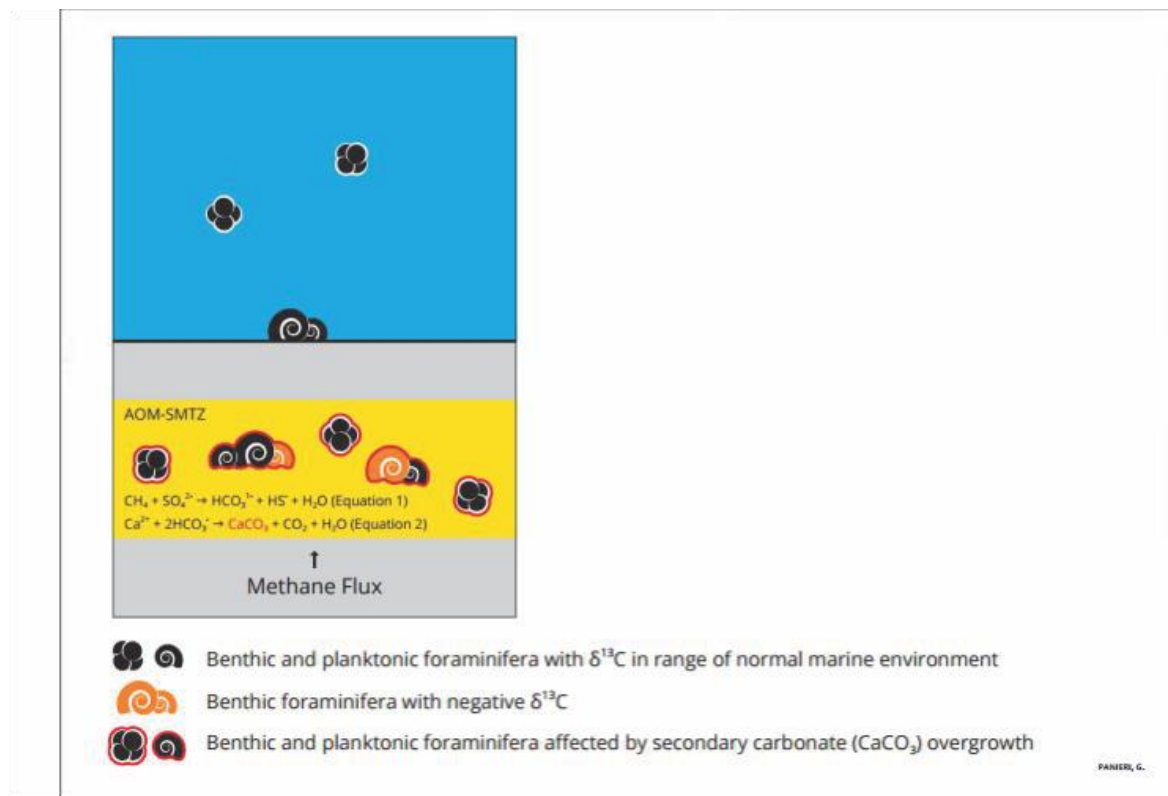 AOM-SMTZ
CH₄ + SO₄²⁻ → HCO₃¹⁻ + HS⁻ + H₂O (Equation 1)
Ca²⁺ + 2HCO₃⁻ → CaCO₃ + CO₂ + H₂O (Equation 2)
↑
Methane Flux
Benthic and planktonic foraminifera with δ¹³C in range of normal marine environment
Benthic foraminifera with negative δ¹³C
Benthic and planktonic foraminifera affected by secondary carbonate (CaCO₃) overgrowth
PANIERI, G.